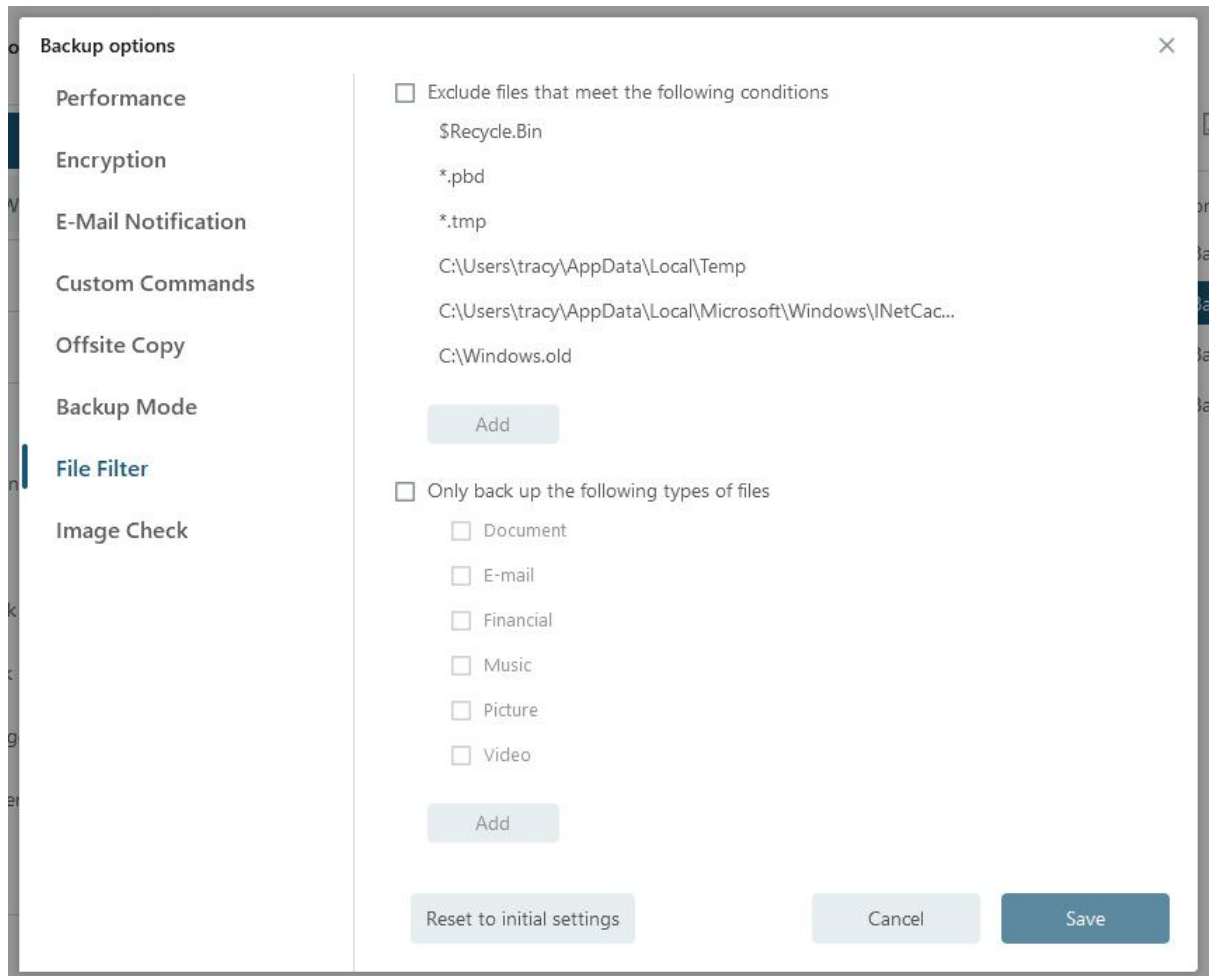 Backup options
Performance
Encryption
E-Mail Notification
Custom Commands
Offsite Copy
Backup Mode
File Filter
Image Check
Exclude files that meet the following conditions
$Recycle.Bin
*.pbd
*.tmp
C:\Users\tracy\AppData\Local\Temp
C:\Users\tracy\AppData\Local\Microsoft\Windows\INetCac...
C:\Windows.old
Add
Only back up the following types of files
Document
E-mail
Financial
Music
Picture
Video
Add
Reset to initial settings
Cancel
Save